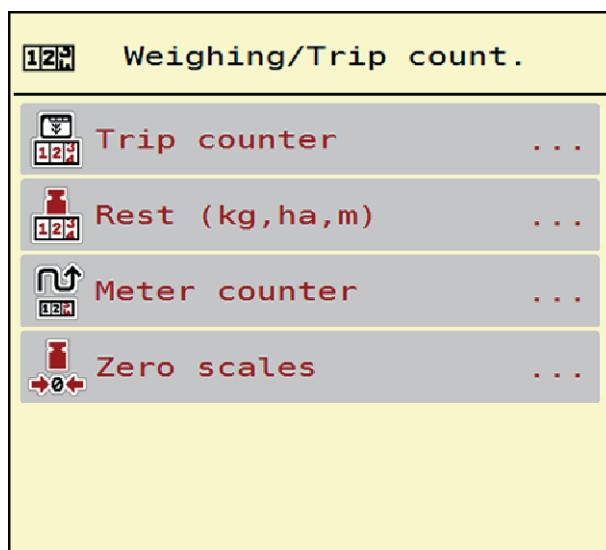 Weighing/Trip count.
Trip counter ...
Rest (kg,ha,m) ...
Meter counter ...
Zero scales ...